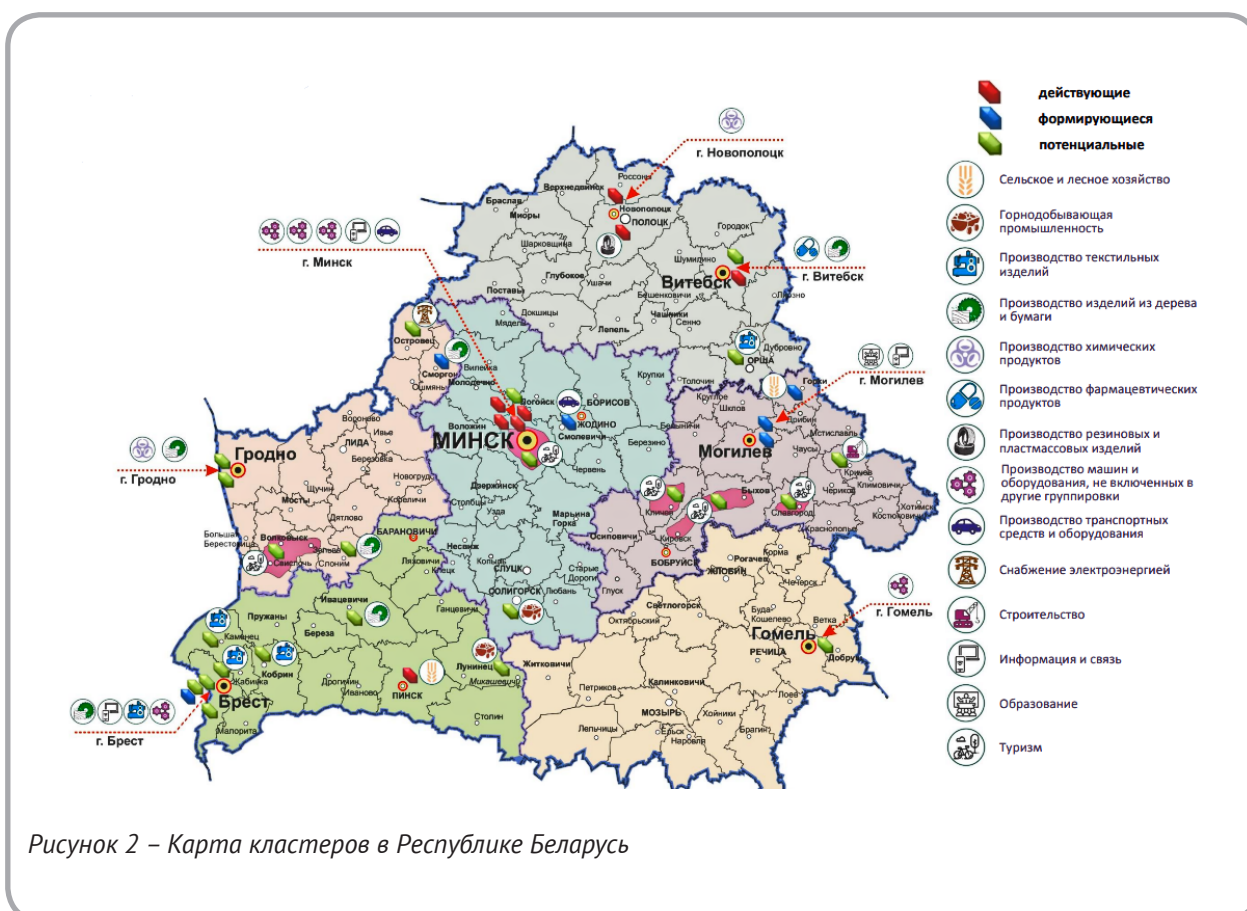 действующие
формирующиеся
потенциальные
Сельское и лесное хозяйство
Горнодобывающая
промышленность
Производство текстильных
изделий
Производство изделий из дерева
и бумаги
Производство химических
продуктов
Производство фармацевтических
продуктов
Производство резиновых и
пластмассовых изделий
Производство машин и
оборудования, не включенных в
другие группировки
Производство транспортных
средств и оборудования
Снабжение электроэнергией
Строительство
Информация и связь
Образование
Туризм
г. Новополоцк
г. Минск
г. Витебск
г. Могилев
г. Гродно
г. Гомель
г. Брест
Россоны
Верхнедвинск
Браслав
Миоры
Новополоцк
ПОЛОЦК
Городок
Шарковщина
Шумилино
Витебск
Глубокое
Ушачи
Бешенковичи
Поставы
Докшицы
Чашники
Сенно
Лепель
Дубровно
ОРША
Толочин
Островец
Мядель
Сморгон
Ошмяны
Вилейка
Молодечно
Крупки
Логойск
БОРИСОВ
ЖОДИНО
Воложин
МИНСК
Смолевичи
Березино
Червень
Горки
Круглое
Шклов
Дрибин
Белыничи
Могилев
Мстиславль
Чаусы
Кричев
Климовичи
Чериков
Хотимск
Костюковичи
Быхов
Славгород
Краснополье
Кличев
Кировск
Осиповичи
БОБРУЙСК
Глуск
Вороново
Ивье
ЛИДА
Березовка
Гродно
Щучин
Новогрудок
Мосты
Кореличи
Дятлово
Большая
Берестовица
Волковыск
Зельва
Свислочь
Слоним
Дзержинск
Столбцы
Узда
Марьина
Горка
Несвиж
Копыль
СЛУЦК
Старые
Дороги
СОЛИГОРСК
Любань
БАРАНОВИЧИ
Ляховичи
Клецк
Ивацевичи
Ганцевичи
Пружаны
Береза
Каменец
Жабинка
Кобрин
Брест
Дрогичин
Иваново
ПИНСК
Лунинец
Микашевичи
Малорита
Столин
Рогачев
Корма
ЖЛОБИН
Чечерск
Светлогорск
Октябрьский
Буда
Кошелево
Ветка
Гомель
Добруш
РЕЧИЦА
Житковичи
Петриков
Калинковичи
МОЗЫРЬ
Хойники
Лоев
Лельчицы
Ельск
Наровля
Брагин
Рисунок 2 – Карта кластеров в Республике Беларусь